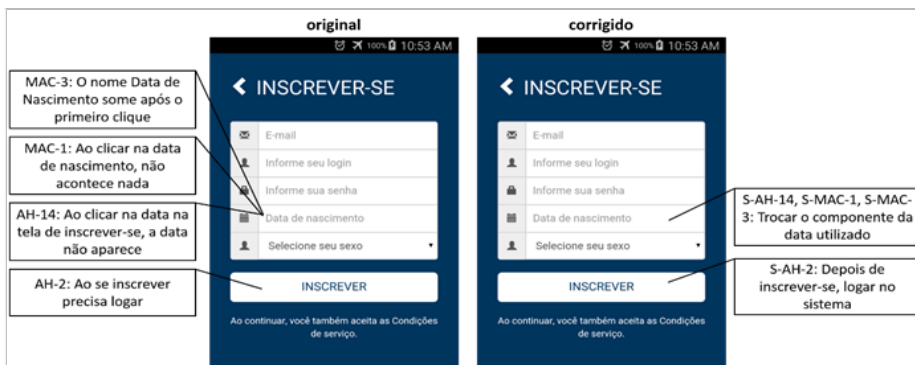 original
corrigido
MAC-3: O nome Data de
Nascimento some após o
primeiro clique
MAC-1: Ao clicar na data
de nascimento, não
acontece nada
AH-14: Ao clicar na data na
tela de inscrever-se, a data
não aparece
AH-2: Ao se inscrever
precisa logar
100% 10:53 AM
INSCREVER-SE
E-mail
Informe seu login
Informe sua senha
Data de nascimento
Selecione seu sexo
INSCREVER
Ao continuar, você também aceita as Condições
de serviço.
100% 10:53 AM
INSCREVER-SE
E-mail
Informe seu login
Informe sua senha
Data de nascimento
Selecione seu sexo
INSCREVER
Ao continuar, você também aceita as Condições
de serviço.
S-AH-14, S-MAC-1, S-MAC-
3: Trocar o componente da
data utilizado
S-AH-2: Depois de
inscrever-se, logar no
sistema